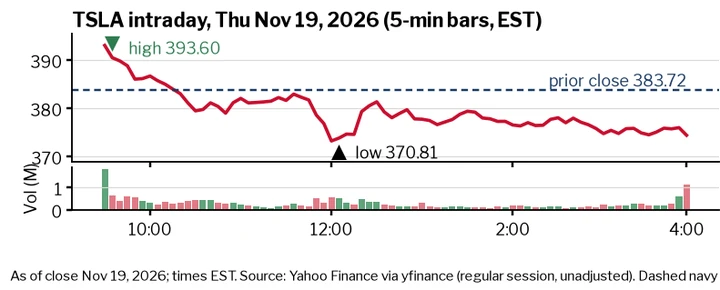 TSLA intraday, Thu Nov 19, 2026 (5-min bars, EST)
high 393.60
390
prior close 383.72
380
low 370.81
370
Vol (M)
1
0
10:00 12:00 2:00 4:00
As of close Nov 19, 2026; times EST. Source: Yahoo Finance via yfinance (regular session, unadjusted). Dashed navy